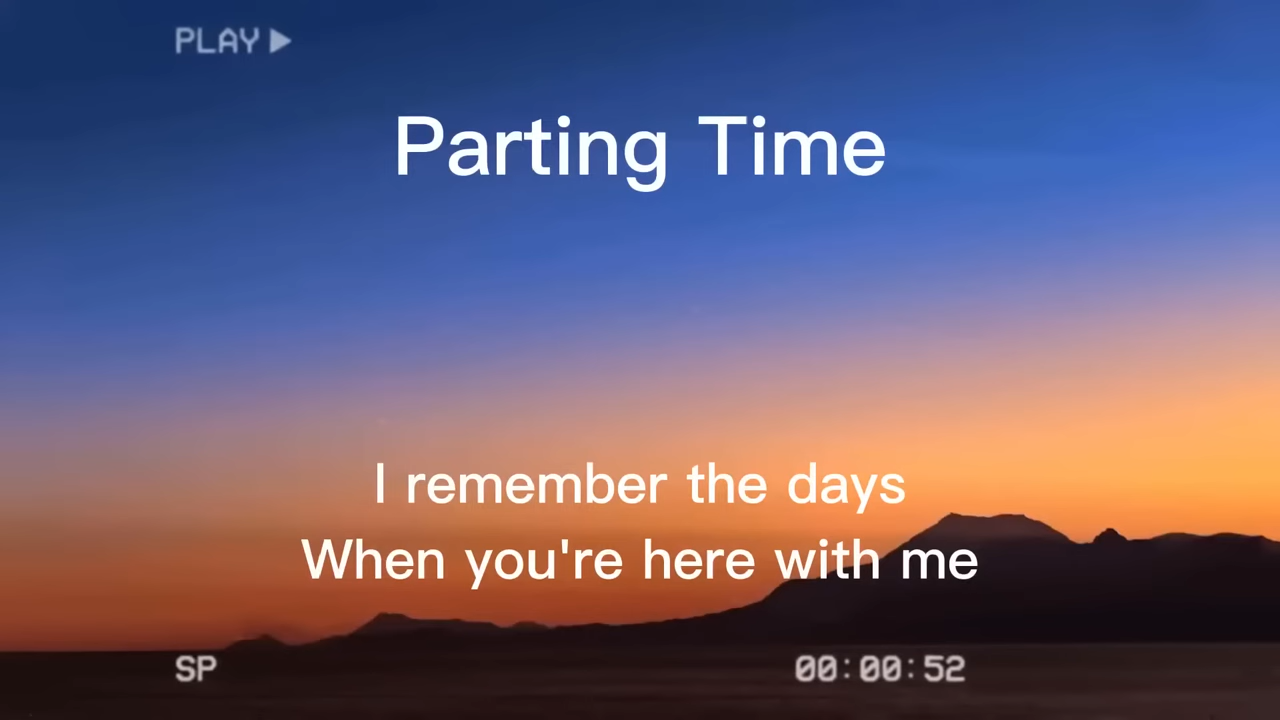 PLAY ▶
Parting Time
I remember the days
When you're here with me
SP
00:00:52